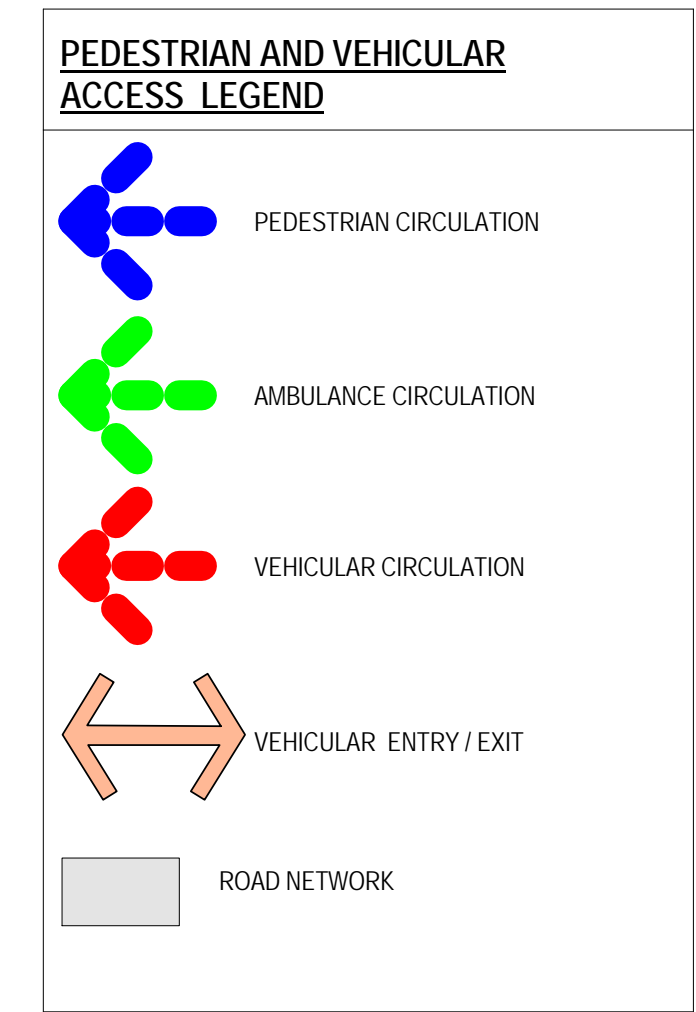 PEDESTRIAN AND VEHICULAR
ACCESS LEGEND
PEDESTRIAN CIRCULATION
AMBULANCE CIRCULATION
VEHICULAR CIRCULATION
VEHICULAR ENTRY / EXIT
ROAD NETWORK